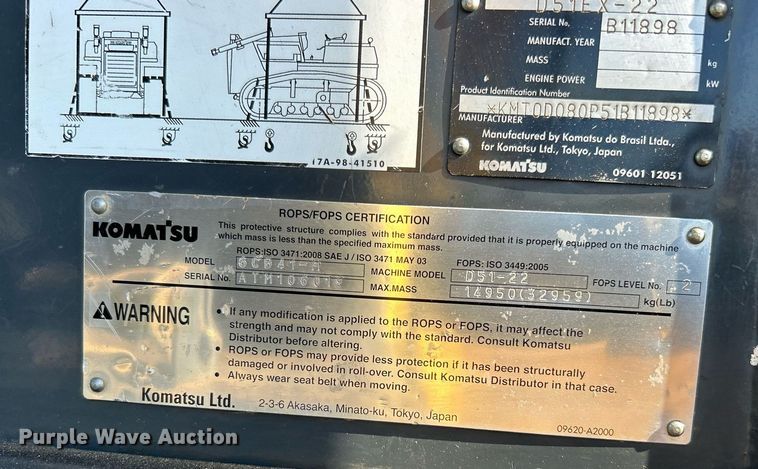 17A-98-41510
D51EX-22
SERIAL No. B11898
MANUFACT. YEAR
MASS kg
ENGINE POWER kW
Product Identification Number
*KMT0D080P51B11898*
MANUFACTURER
Manufactured by Komatsu do Brasil Ltda.,
for Komatsu Ltd., Tokyo, Japan
KOMATSU 09601 12051
KOMATSU
ROPS/FOPS CERTIFICATION
This protective structure complies with the standard provided that it is properly equipped on the machine
which mass is less than the specified maximum mass.
ROPS:ISO 3471:2008 SAE J / ISO 3471 MAY 03 FOPS: ISO 3449:2005
MODEL MACHINE MODEL D51-22 FOPS LEVEL No. 2
SERIAL No. MAX.MASS 14950(32959) kg(Lb)
WARNING
• If any modification is applied to the ROPS or FOPS, it may affect the
strength and may not comply with the standard. Consult Komatsu
Distributor before altering.
• ROPS or FOPS may provide less protection if it has been structurally
damaged or involved in roll-over. Consult Komatsu Distributor in that case.
• Always wear seat belt when moving.
Komatsu Ltd. 2-3-6 Akasaka, Minato-ku, Tokyo, Japan
09620-A2000
Purple Wave Auction